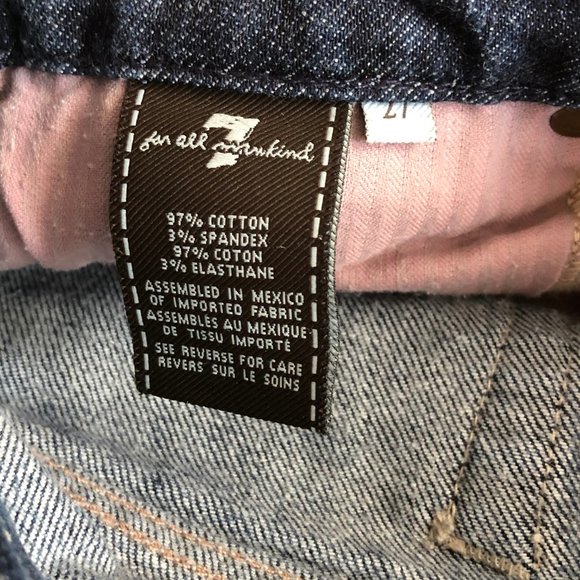 7
for all mankind
27
97% COTTON
3% SPANDEX
97% COTON
3% ELASTHANE
ASSEMBLED IN MEXICO
OF IMPORTED FABRIC
ASSEMBLÉS AU MEXIQUE
DE TISSU IMPORTÉ
SEE REVERSE FOR CARE
REVERS SUR LE SOINS